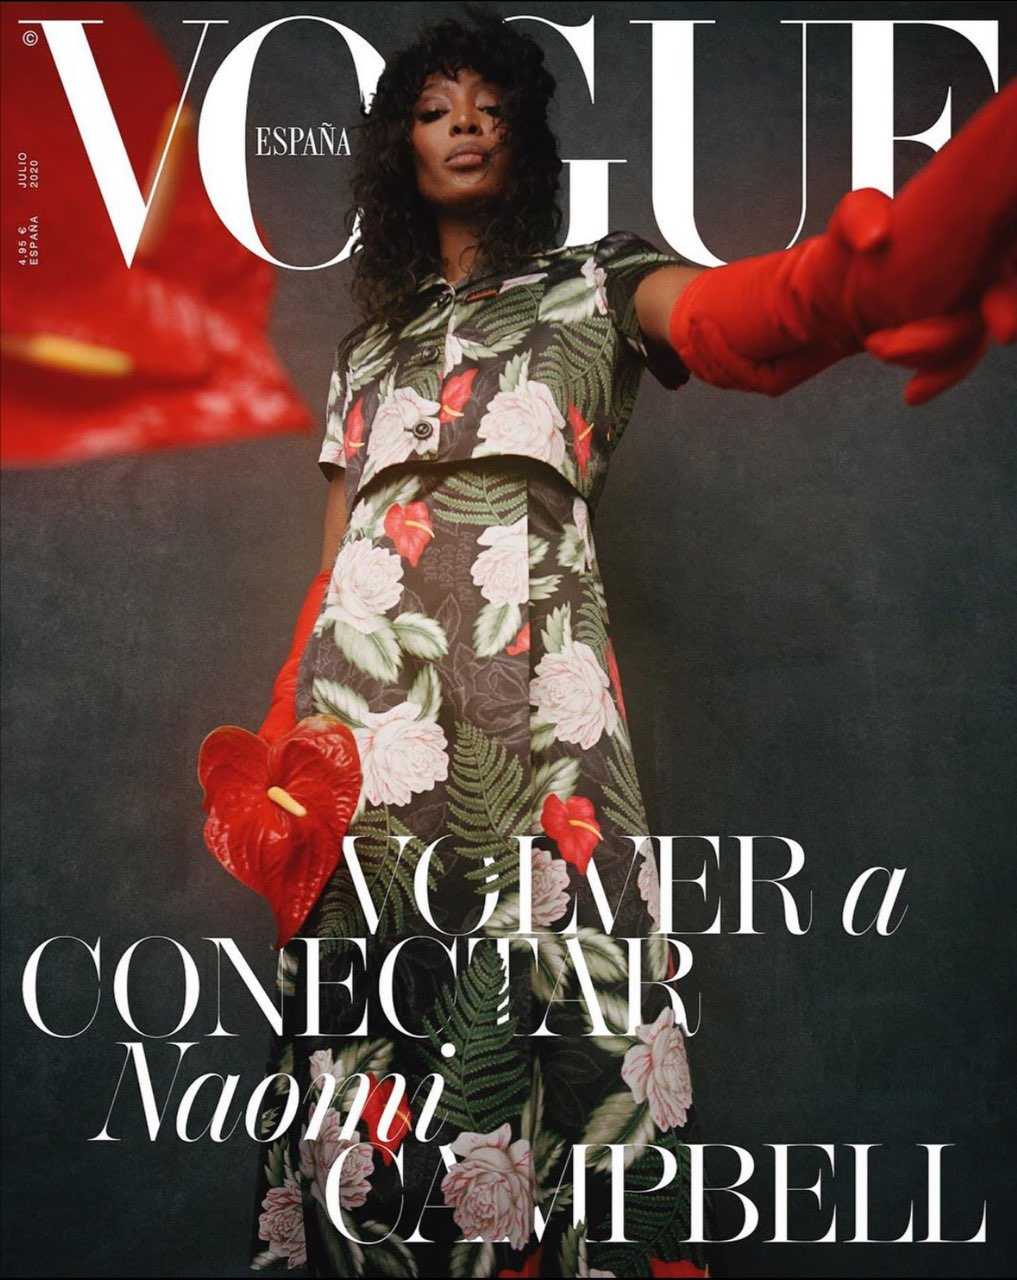 ©
VOGUE
ESPAÑA
JULIO
2020
4,95 €
ESPAÑA
VOLVER a
CONECTAR
Naomi
CAMPBELL